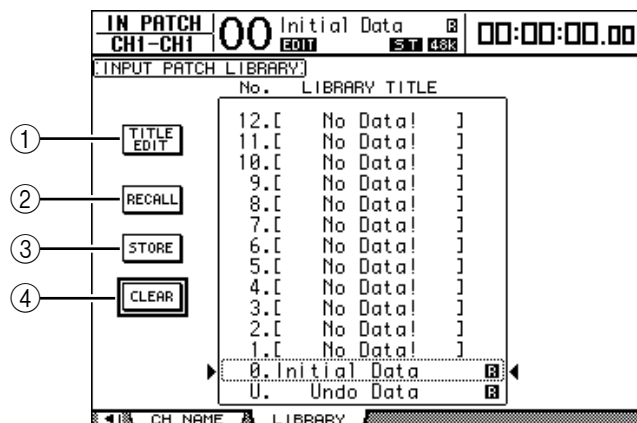 IN PATCH
CH1-CH1
00 Initial Data R
EDIT ST 48k
00:00:00.00
INPUT PATCH LIBRARY
No. LIBRARY TITLE
12.[ No Data! ]
11.[ No Data! ]
10.[ No Data! ]
9.[ No Data! ]
8.[ No Data! ]
7.[ No Data! ]
6.[ No Data! ]
5.[ No Data! ]
4.[ No Data! ]
3.[ No Data! ]
2.[ No Data! ]
1.[ No Data! ]
0.Initial Data R
U. Undo Data R
1 TITLE EDIT
2 RECALL
3 STORE
4 CLEAR
CH NAME LIBRARY